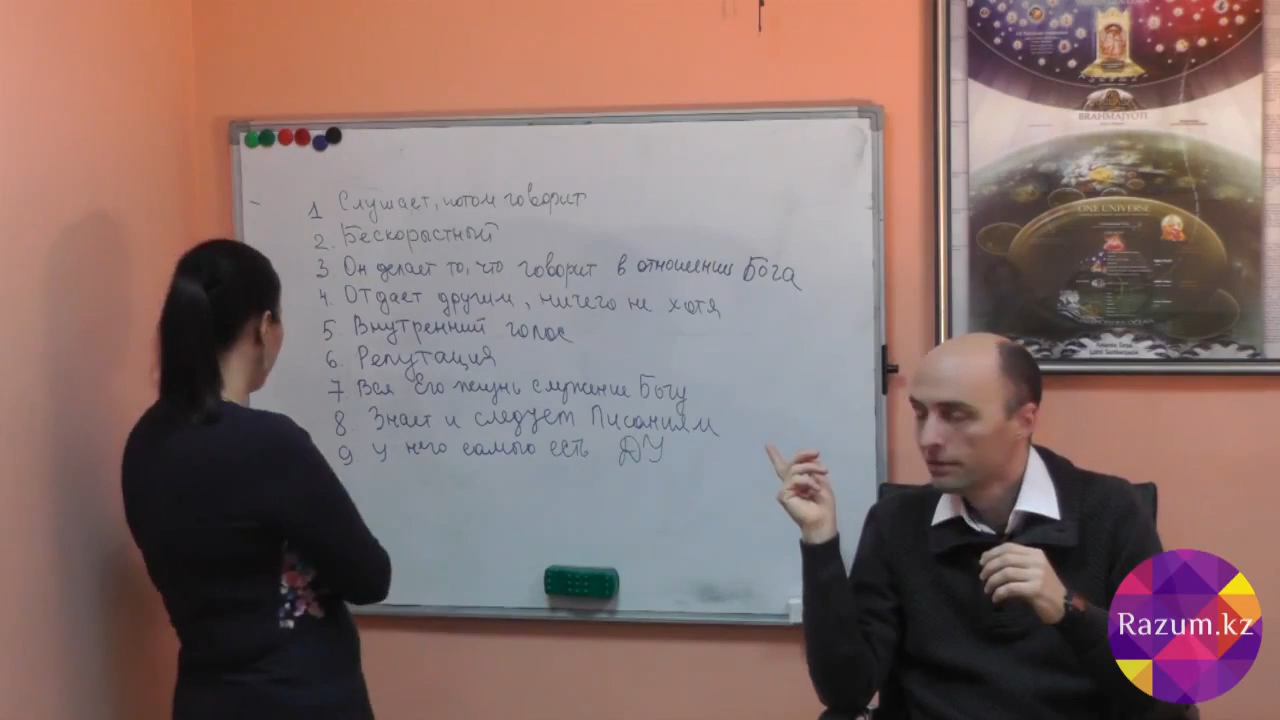 1 Слушает, потом говорит
2. Бескорыстный
3 Он делает то, что говорит в отношении Бога
4. Отдает другим, ничего не хотя
5. Внутренний голос
6. Репутация
7 Вся Его жизнь служение Богу
8. Знает и следует Писаниям
9. у него самого есть ДУ
BRAHMAJYOTI
ONE UNIVERSE
Razum.kz